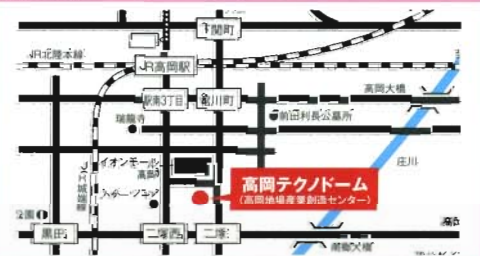 下関町
JR北陸本線
JR高岡駅
高岡大橋
駅南3丁目
瑞龍寺
前田利長公墓所
イオンモール
高岡
庄川
高岡テクノドーム
(高岡地場産業創造センター)
黒田
二塚西
二塚